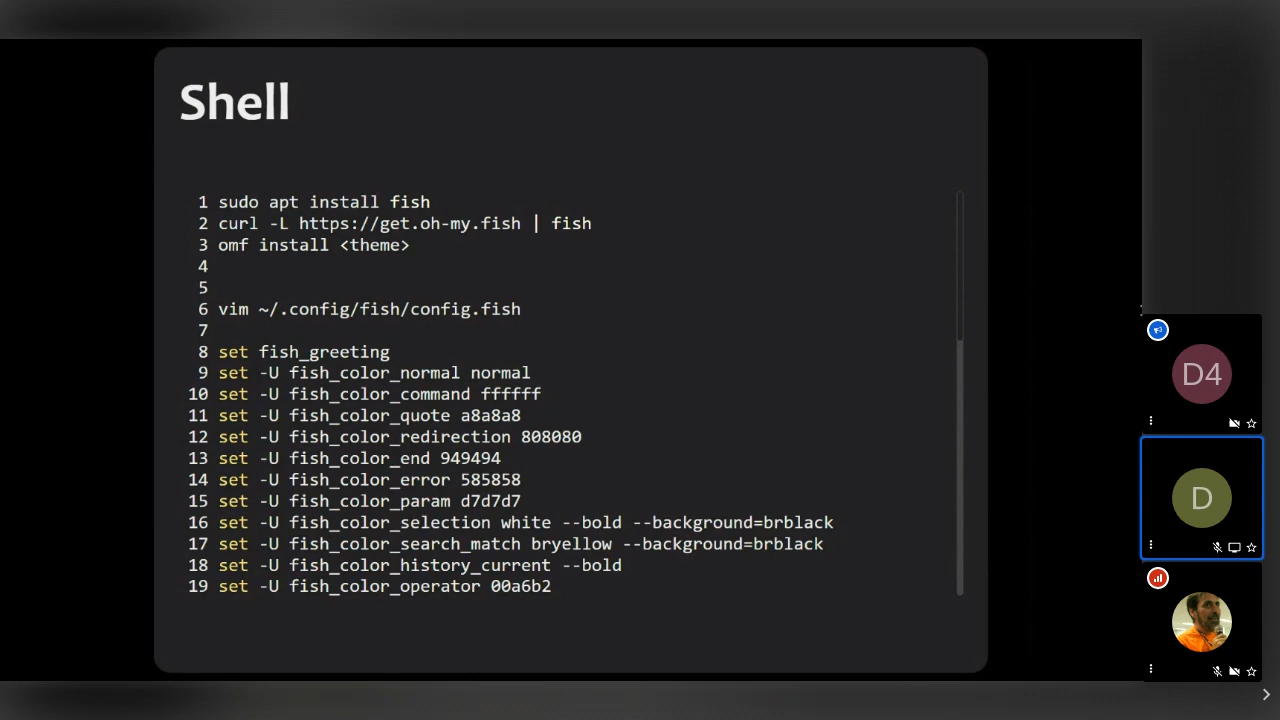 Shell
1 sudo apt install fish
2 curl -L https://get.oh-my.fish | fish
3 omf install <theme>
4
5
6 vim ~/.config/fish/config.fish
7
8 set fish_greeting
9 set -U fish_color_normal normal
10 set -U fish_color_command ffffff
11 set -U fish_color_quote a8a8a8
12 set -U fish_color_redirection 808080
13 set -U fish_color_end 949494
14 set -U fish_color_error 585858
15 set -U fish_color_param d7d7d7
16 set -U fish_color_selection white --bold --background=brblack
17 set -U fish_color_search_match bryellow --background=brblack
18 set -U fish_color_history_current --bold
19 set -U fish_color_operator 00a6b2
D4
D